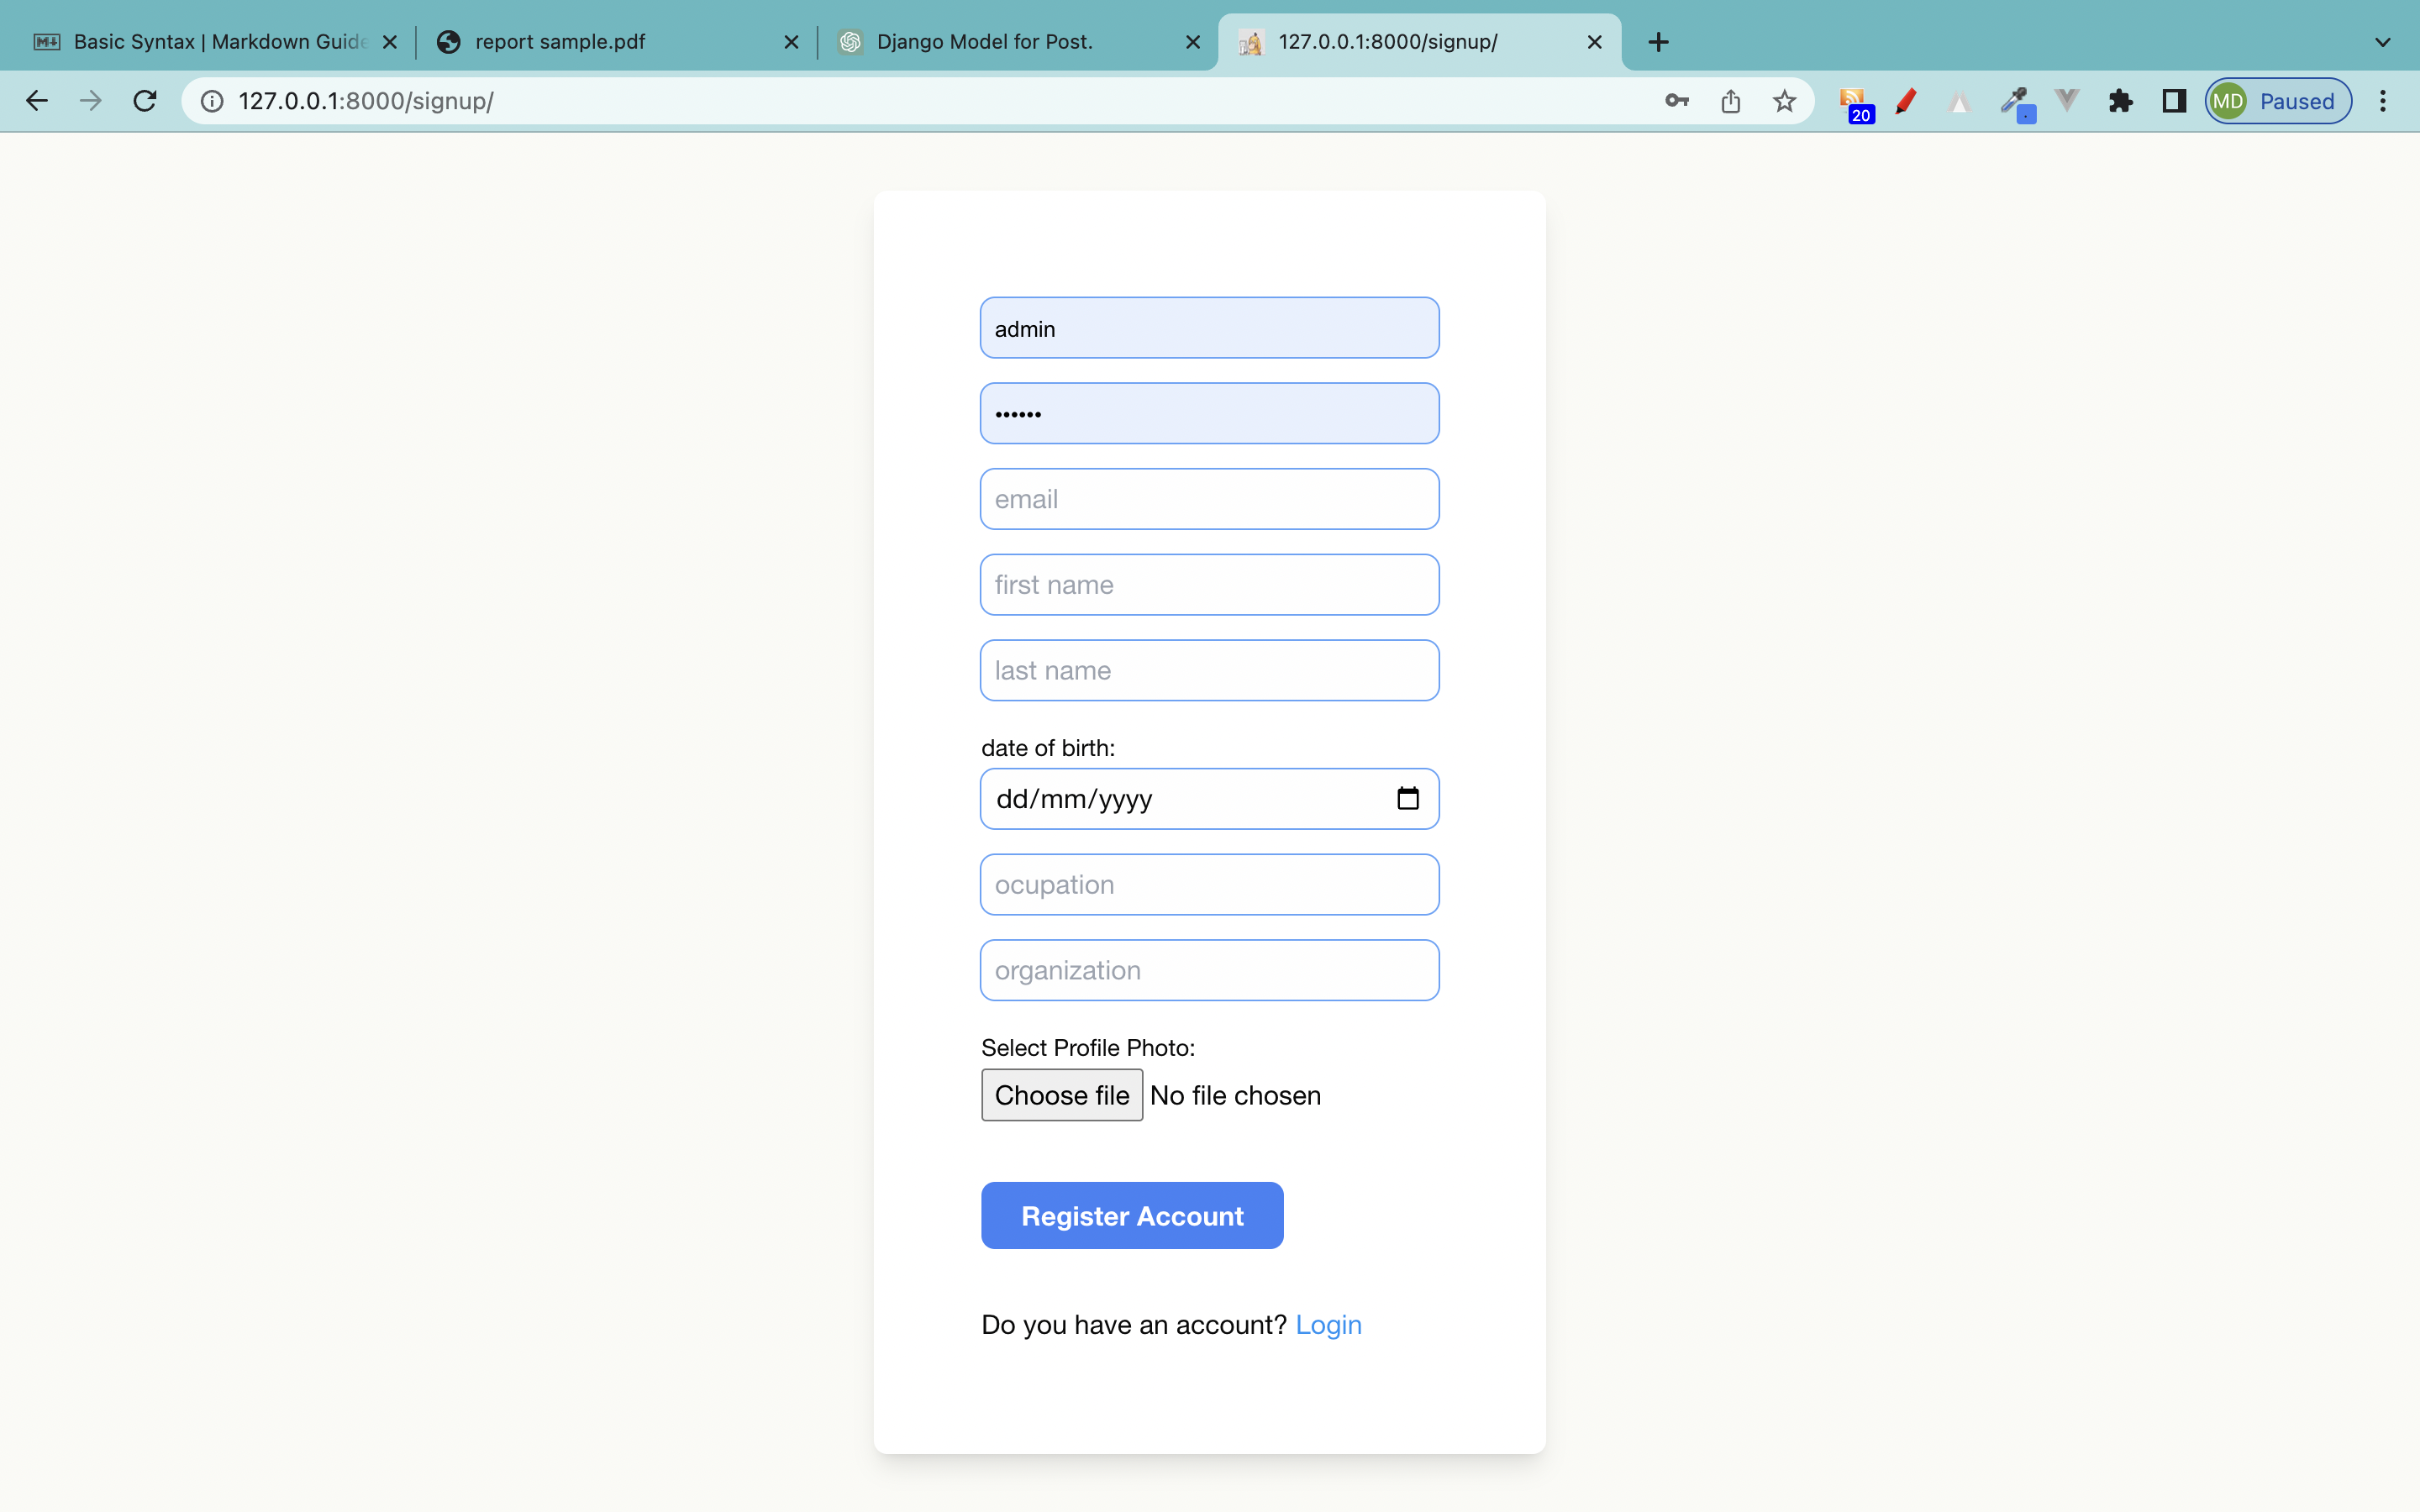 Basic Syntax | Markdown Guide
report sample.pdf
Django Model for Post.
127.0.0.1:8000/signup/
127.0.0.1:8000/signup/
20
MD
Paused
admin
••••••
email
first name
last name
date of birth:
dd/mm/yyyy
ocupation
organization
Select Profile Photo:
Choose file No file chosen
Register Account
Do you have an account? Login